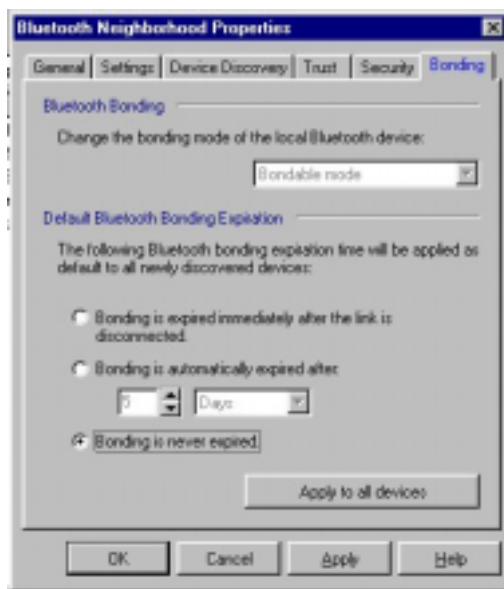 Bluetooth Neighborhood Properties
General Settings Device Discovery Trust Security Bonding
Bluetooth Bonding
Change the bonding mode of the local Bluetooth device:
Bondable mode
Default Bluetooth Bonding Expiration
The following Bluetooth bonding expiration time will be applied as
default to all newly discovered devices:
Bonding is expired immediately after the link is
disconnected.
Bonding is automatically expired after:
5 Days
Bonding is never expired.
Apply to all devices
OK Cancel Apply Help